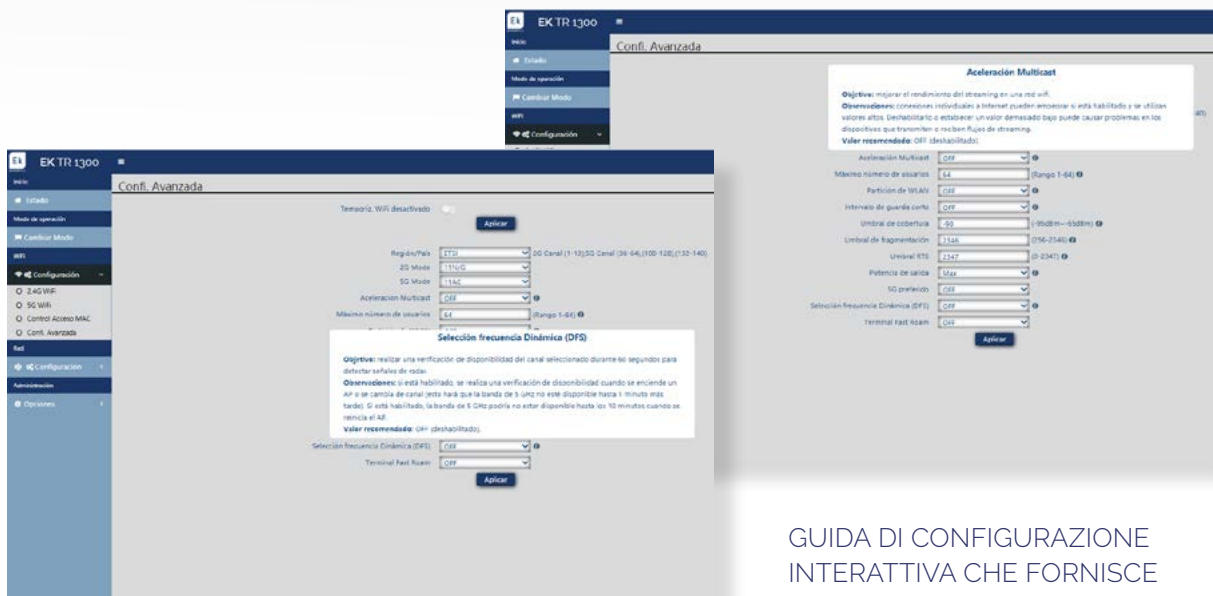 Ek EK TR 1300 ≡
Inicio
Estado
Modo de operación
Cambiar Modo
WiFi
Configuración
Confi. Avanzada
Aceleración Multicast
Objetivo: mejorar el rendimiento del streaming en una red wifi.
Observaciones: conexiones individuales a Internet pueden empeorar si está habilitado y se utilizan
valores altos. Deshabilitarlo o establecer un valor demasiado bajo puede causar problemas en los
dispositivos que transmiten o reciben flujos de streaming.
Valor recomendado: OFF (deshabilitado).
-140)
Aceleración Multicast OFF
Máximo número de usuarios 64 (Rango 1-64)
Partición de WLAN OFF
Intervalo de guarda corto OFF
Umbral de cobertura -90 (-95dBm~-65dBm)
Umbral de fragmentación 2346 (256-2346)
Umbral RTS 2347 (0-2347)
Potencia de salida Max
5G preferido OFF
Selección frecuencia Dinámica (DFS) OFF
Terminal Fast Roam OFF
Aplicar
Ek EK TR 1300 ≡
Inicio
Estado
Modo de operación
Cambiar Modo
WiFi
Configuración
2.4G WiFi
5G WiFi
Control Acceso MAC
Confi. Avanzada
Red
Configuración
Administración
Opciones
Confi. Avanzada
Temporiz. WiFi desactivado
Aplicar
Región/País ETSI 2G Canal (1-13);5G Canal (36-64),(100-128),(132-140)
2G Mode 11N/G
5G Mode 11AC
Aceleración Multicast OFF
Máximo número de usuarios 64 (Rango 1-64)
Selección frecuencia Dinámica (DFS)
Objetivo: realizar una verificación de disponibilidad del canal seleccionado durante 60 segundos para
detectar señales de radar.
Observaciones: si está habilitado, se realiza una verificación de disponibilidad cuando se enciende un
AP o se cambia de canal (esto hará que la banda de 5 GHz no esté disponible hasta 1 minuto más
tarde). Si está habilitado, la banda de 5 GHz podría no estar disponible hasta los 10 minutos cuando se
reinicia el AP.
Valor recomendado: OFF (deshabilitado).
Selección frecuencia Dinámica (DFS) OFF
Terminal Fast Roam OFF
Aplicar
GUIDA DI CONFIGURAZIONE
INTERATTIVA CHE FORNISCE